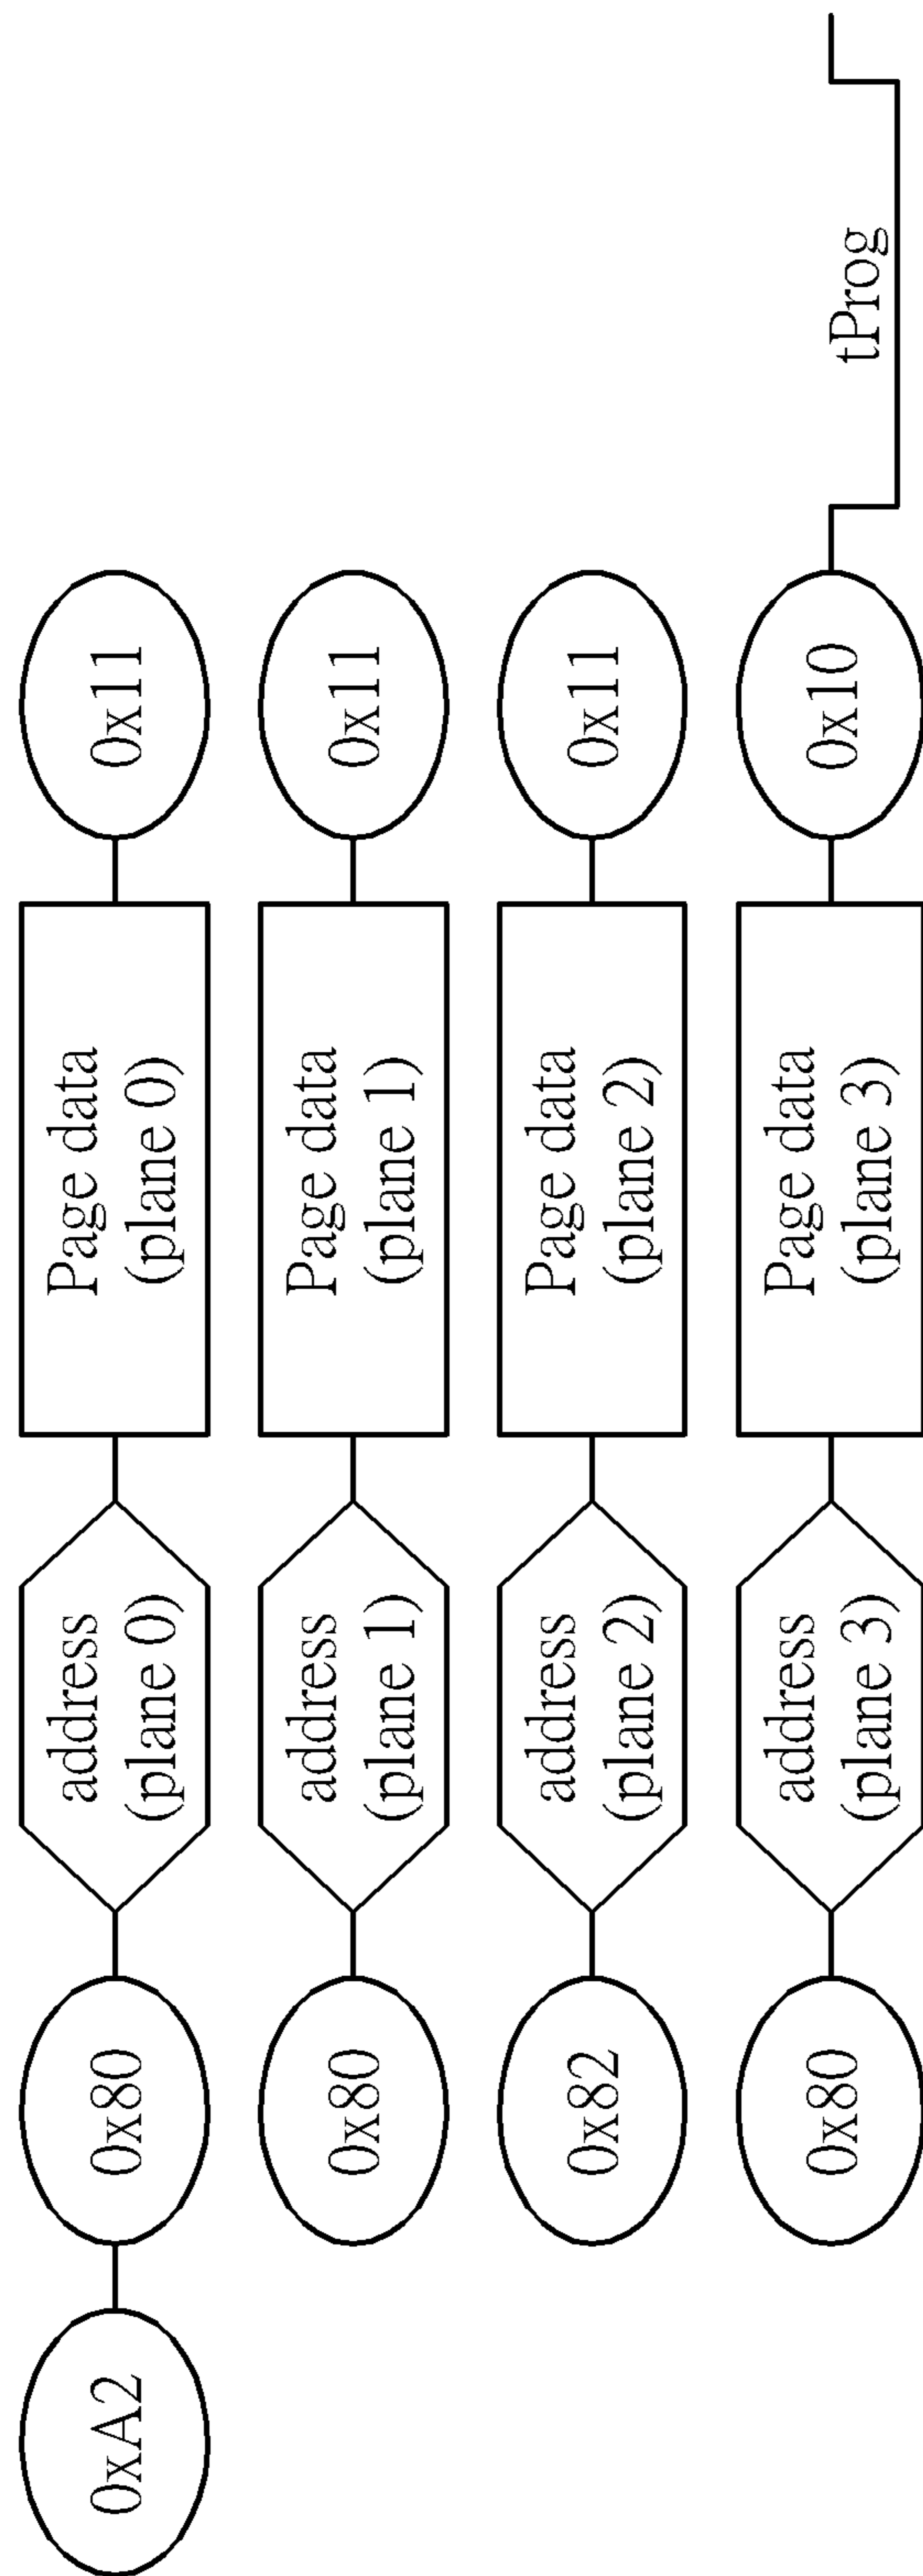 0xA2
0x80
address
(plane 0)
Page data
(plane 0)
0x11
0x80
address
(plane 1)
Page data
(plane 1)
0x11
0x82
address
(plane 2)
Page data
(plane 2)
0x11
0x80
address
(plane 3)
Page data
(plane 3)
0x10
tProg